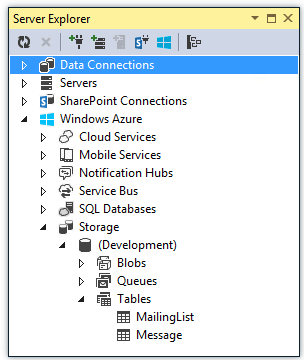 Server Explorer
Data Connections
Servers
SharePoint Connections
Windows Azure
Cloud Services
Mobile Services
Notification Hubs
Service Bus
SQL Databases
Storage
(Development)
Blobs
Queues
Tables
MailingList
Message